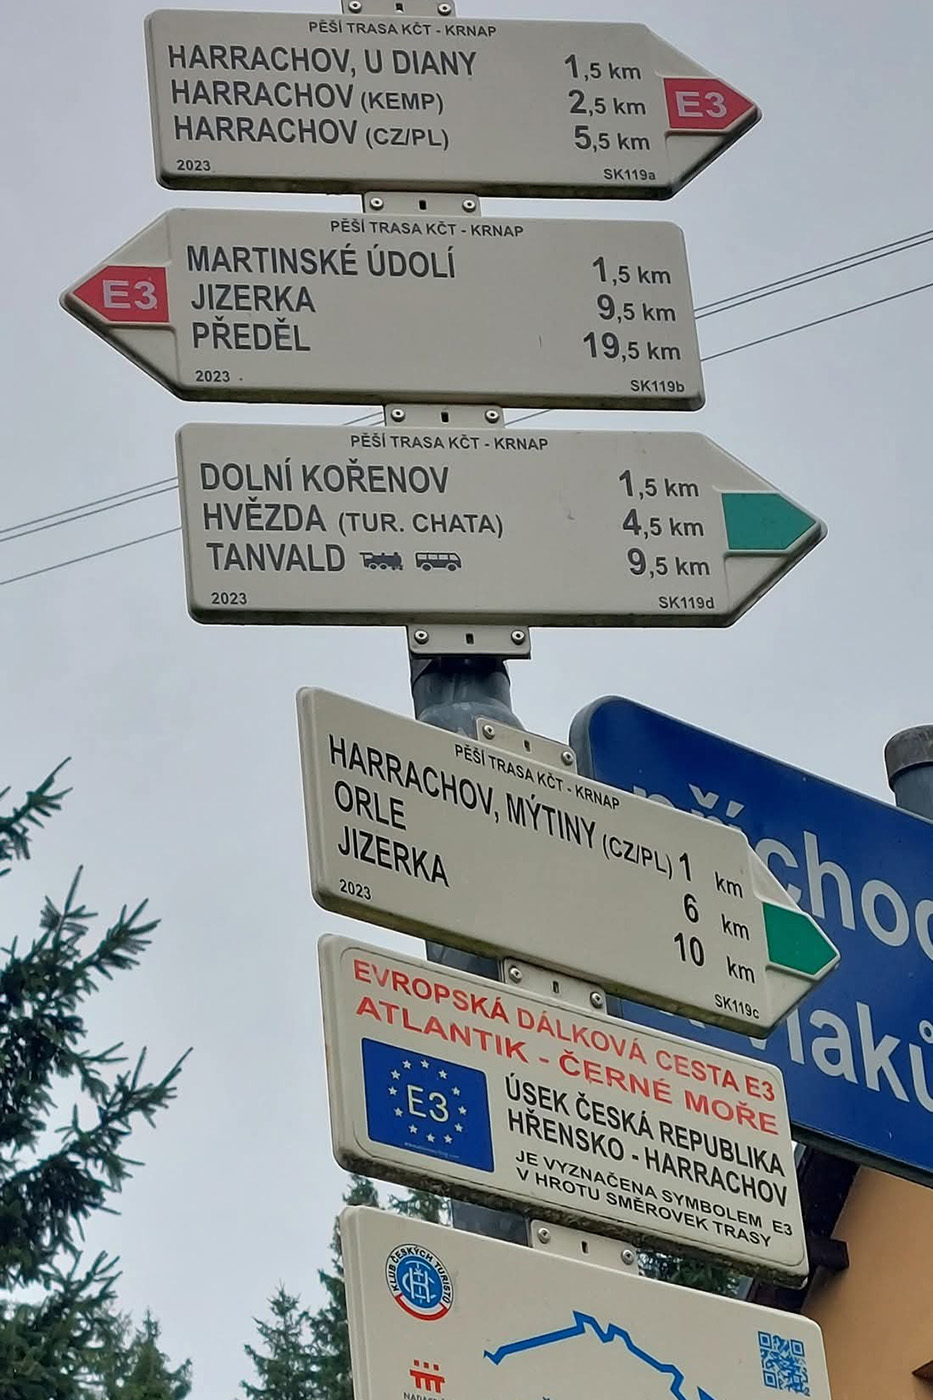 PĚŠÍ TRASA KČT - KRNAP
HARRACHOV, U DIANY 1,5 km
HARRACHOV (KEMP) 2,5 km
HARRACHOV (CZ/PL) 5,5 km
E3
2023 SK119a
PĚŠÍ TRASA KČT - KRNAP
MARTINSKÉ ÚDOLÍ 1,5 km
E3 JIZERKA 9,5 km
PŘEDĚL 19,5 km
2023 SK119b
PĚŠÍ TRASA KČT - KRNAP
DOLNÍ KOŘENOV 1,5 km
HVĚZDA (TUR. CHATA) 4,5 km
TANVALD 9,5 km
2023 SK119d
PĚŠÍ TRASA KČT - KRNAP
HARRACHOV, MÝTINY (CZ/PL) 1 km
ORLE 6 km
JIZERKA 10 km
2023 SK119c
EVROPSKÁ DÁLKOVÁ CESTA E3
ATLANTIK - ČERNÉ MOŘE
E3
ÚSEK ČESKÁ REPUBLIKA
HŘENSKO - HARRACHOV
JE VYZNAČENA SYMBOLEM E3
V HROTU SMĚROVEK TRASY
KLUB ČESKÝCH TURISTŮ